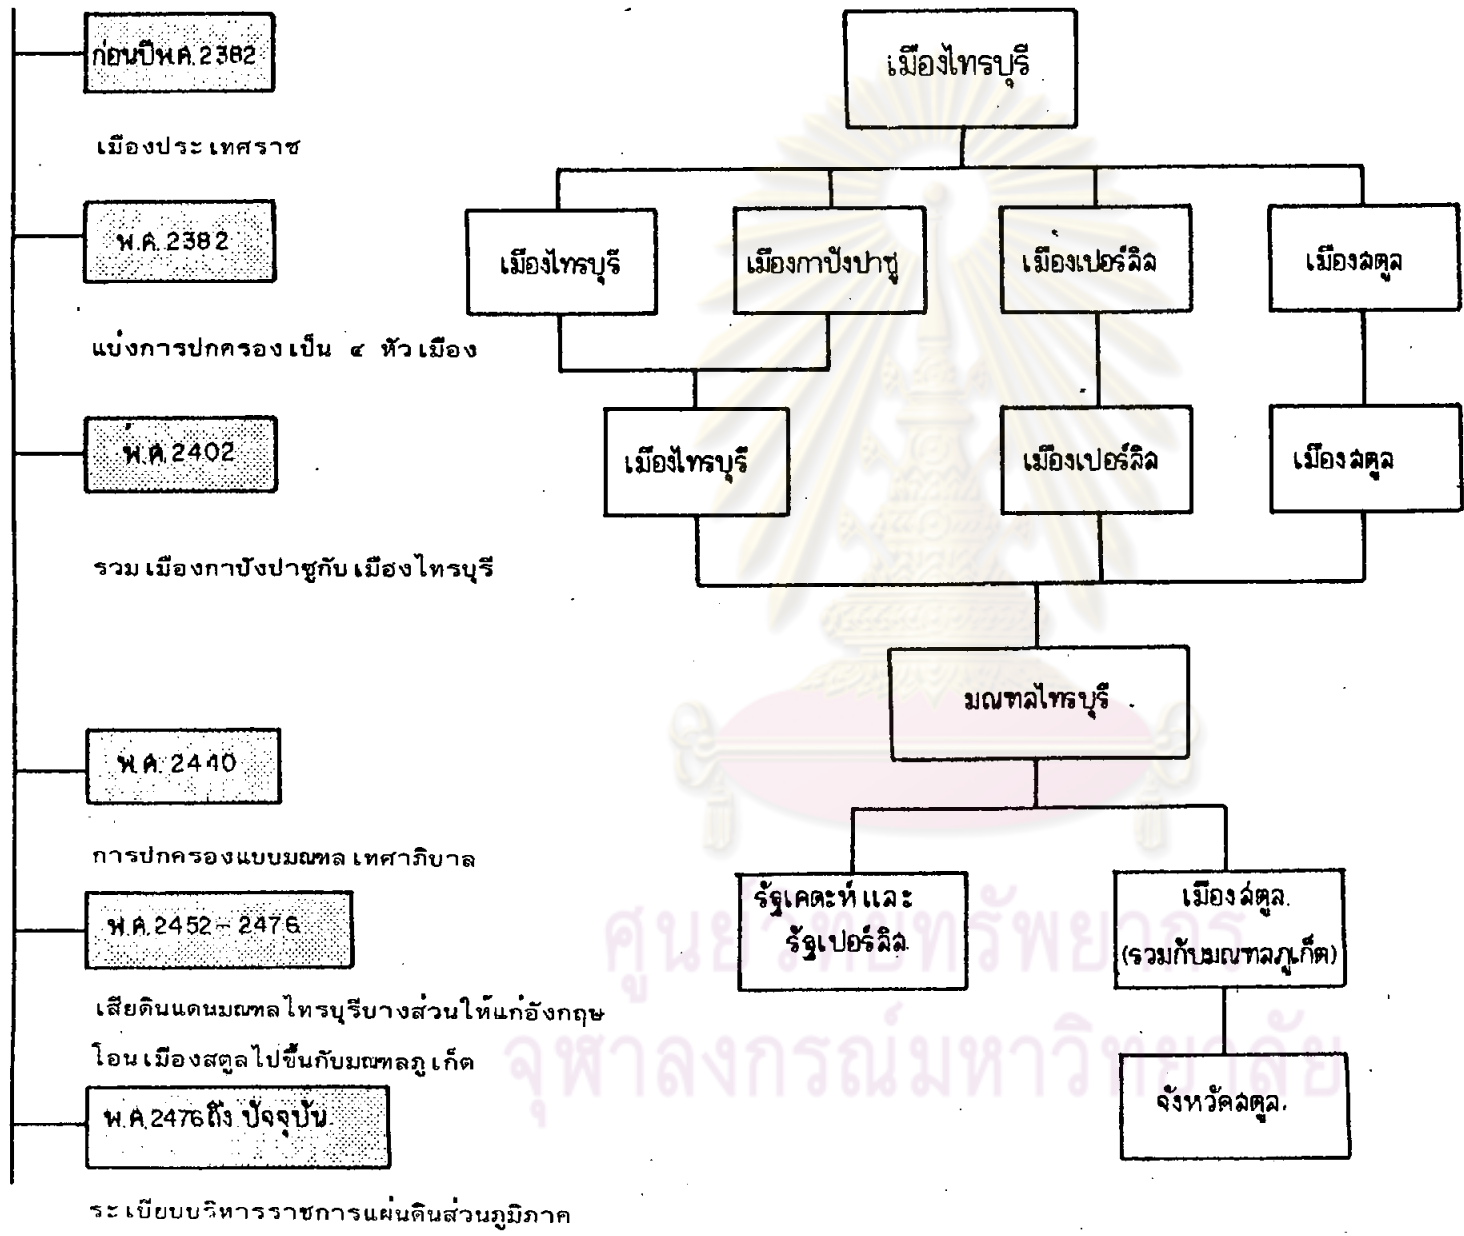 ก่อนปีพ.ศ.2382
เมืองไทรบุรี
เมืองประเทศราช
พ.ศ.2382
เมืองไทรบุรี
เมืองกาปังปาซู
เมืองเปอร์ลิส
เมืองสตูล
แบ่งการปกครองเป็น ๔ หัวเมือง
พ.ศ.2402
เมืองไทรบุรี
เมืองเปอร์ลิส
เมืองสตูล
รวมเมืองกาปังปาซูกับเมืองไทรบุรี
มณฑลไทรบุรี
พ.ศ. 2440
การปกครองแบบมณฑลเทศาภิบาล
พ.ศ.2452-2476
รัฐเคดะห์ และ
รัฐเปอร์ลิส
เมืองสตูล
(รวมกับมณฑลภูเก็ต)
เสียดินแดนมณฑลไทรบุรีบางส่วนให้แก่อังกฤษ
โอนเมืองสตูลไปขึ้นกับมณฑลภูเก็ต
พ.ศ.2476 ถึง ปัจจุบัน
จังหวัดสตูล
ระเบียบบริหารราชการแผ่นดินส่วนภูมิภาค
ศูนย์วิทยทรัพยากร
จุฬาลงกรณ์มหาวิทยาลัย